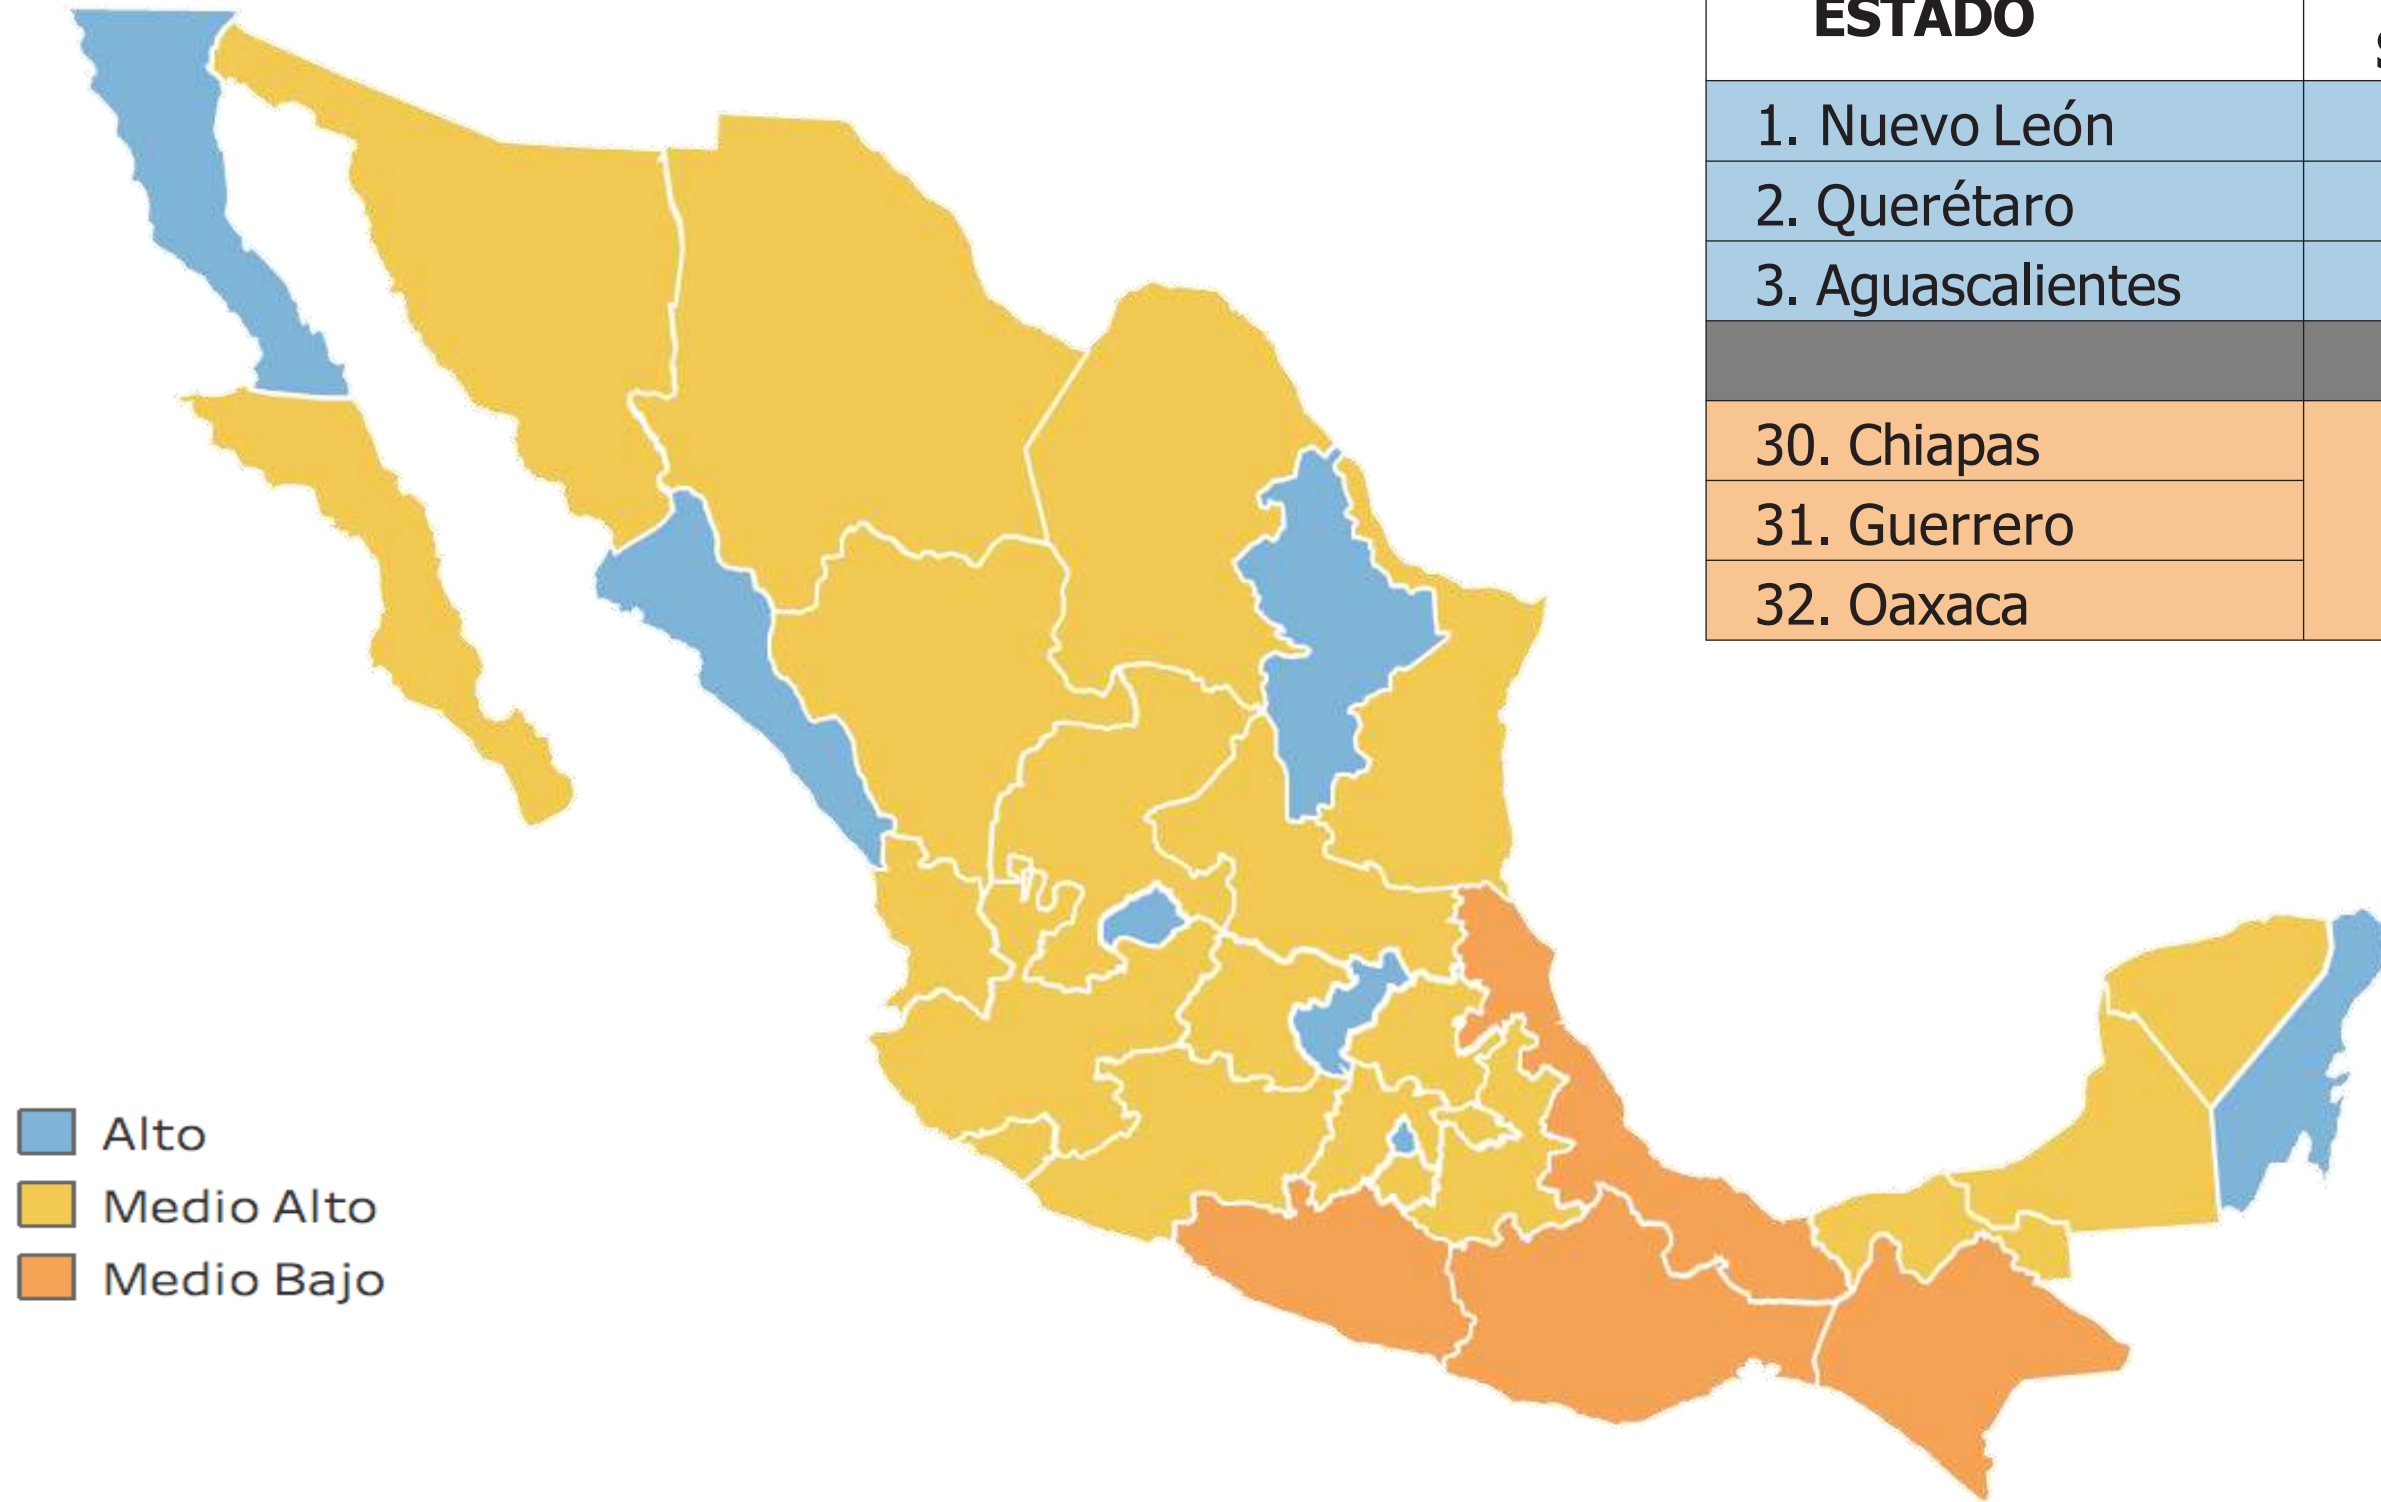 ESTADO
1. Nuevo León
2. Querétaro
3. Aguascalientes
30. Chiapas
31. Guerrero
32. Oaxaca
Alto
Medio Alto
Medio Bajo